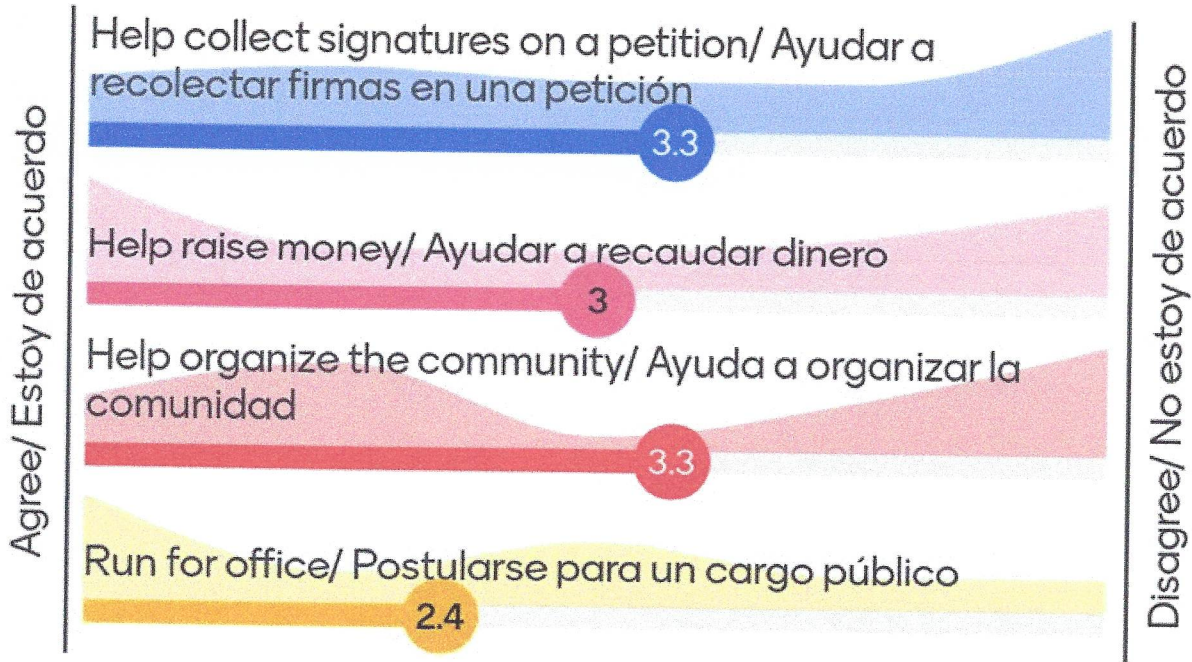 Agree/ Estoy de acuerdo
Help collect signatures on a petition/ Ayudar a
recolectar firmas en una petición
3.3
Help raise money/ Ayudar a recaudar dinero
3
Help organize the community/ Ayuda a organizar la
comunidad
3.3
Run for office/ Postularse para un cargo público
2.4
Disagree/ No estoy de acuerdo